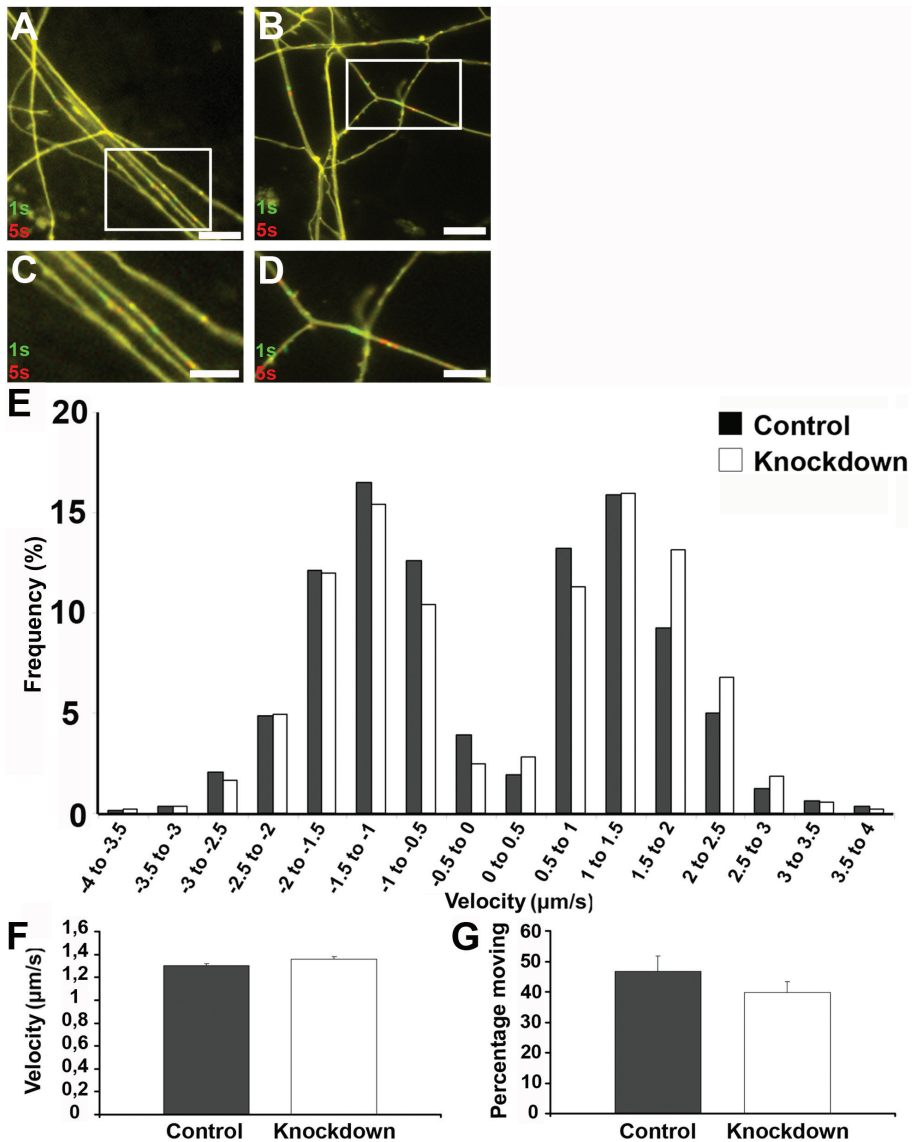 A
1s
5s
B
1s
5s
C
1s
5s
D
1s
5s
E
Frequency (%)
20
15
10
5
0
Control
Knockdown
-4 to -3.5
-3.5 to -3
-3 to -2.5
-2.5 to -2
-2 to -1.5
-1.5 to -1
-1 to -0.5
-0.5 to 0
0 to 0.5
0.5 to 1
1 to 1.5
1.5 to 2
2 to 2.5
2.5 to 3
3 to 3.5
3.5 to 4
Velocity (µm/s)
F
Velocity (µm/s)
1,6
1,4
1,2
1
0,8
0,6
0,4
0,2
0
Control
Knockdown
G
Percentage moving
60
50
40
30
20
10
0
Control
Knockdown